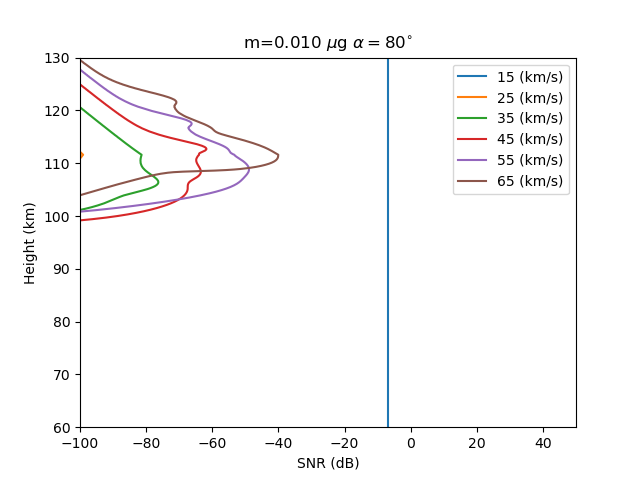 m=0.010 μg α = 80°
130
120
110
100
90
80
70
60
Height (km)
−100
−80
−60
−40
−20
0
20
40
SNR (dB)
15 (km/s)
25 (km/s)
35 (km/s)
45 (km/s)
55 (km/s)
65 (km/s)